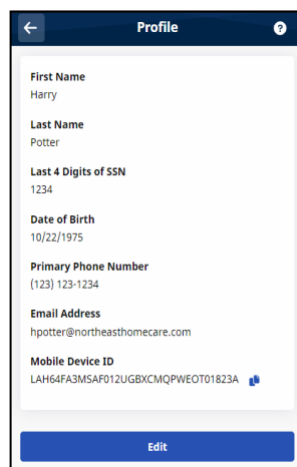 Profile
?
First Name
Harry
Last Name
Potter
Last 4 Digits of SSN
1234
Date of Birth
10/22/1975
Primary Phone Number
(123) 123-1234
Email Address
hpotter@northeasthomecare.com
Mobile Device ID
LAH64FA3MSAF012UGBXCMQPWEOT01823A
Edit